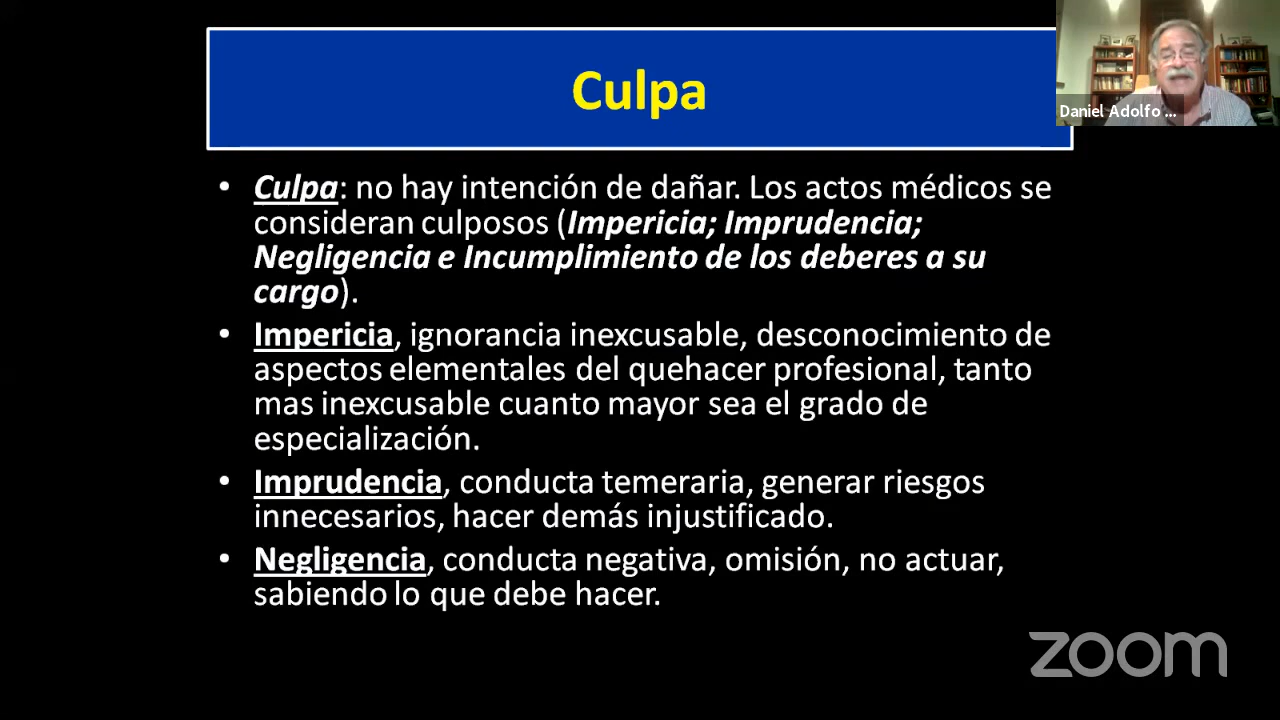 Culpa
Daniel Adolfo ...
• Culpa: no hay intención de dañar. Los actos médicos se
consideran culposos (Impericia; Imprudencia;
Negligencia e Incumplimiento de los deberes a su
cargo).
• Impericia, ignorancia inexcusable, desconocimiento de
aspectos elementales del quehacer profesional, tanto
mas inexcusable cuanto mayor sea el grado de
especialización.
• Imprudencia, conducta temeraria, generar riesgos
innecesarios, hacer demás injustificado.
• Negligencia, conducta negativa, omisión, no actuar,
sabiendo lo que debe hacer.
zoom